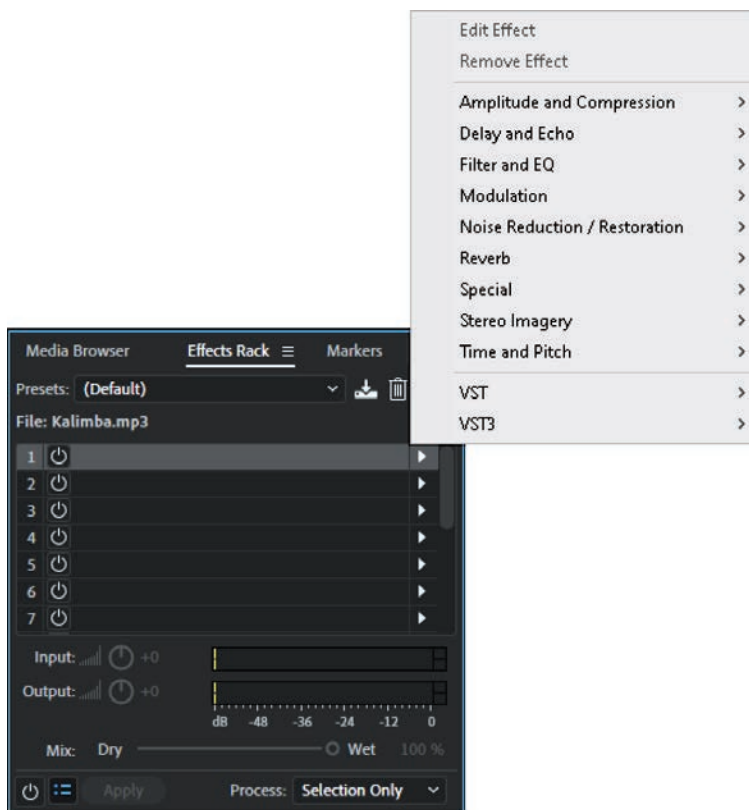 Edit Effect
Remove Effect
Amplitude and Compression
Delay and Echo
Filter and EQ
Modulation
Noise Reduction / Restoration
Reverb
Special
Stereo Imagery
Time and Pitch
VST
VST3
Media Browser Effects Rack Markers
Presets: (Default)
File: Kalimba.mp3
1
2
3
4
5
6
7
Input: +0
Output: +0
dB -48 -36 -24 -12 0
Mix: Dry Wet 100 %
Apply Process: Selection Only